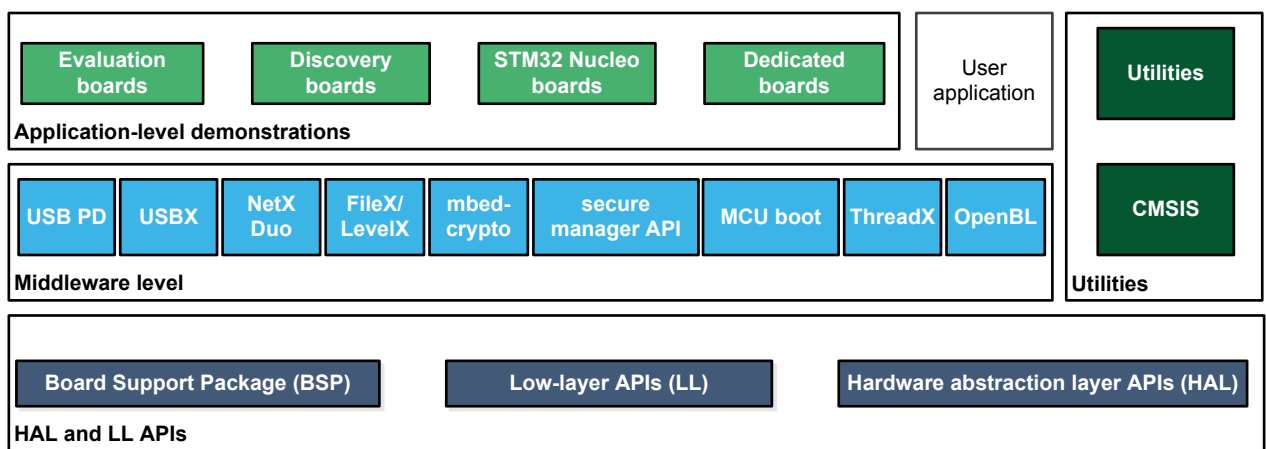 Evaluation
boards
Discovery
boards
STM32 Nucleo
boards
Dedicated
boards
Application-level demonstrations
User
application
Utilities
USB PD
USBX
NetX
Duo
FileX/
LevelX
mbed-
crypto
secure
manager API
MCU boot
ThreadX
OpenBL
Middleware level
CMSIS
Utilities
Board Support Package (BSP)
Low-layer APIs (LL)
Hardware abstraction layer APIs (HAL)
HAL and LL APIs